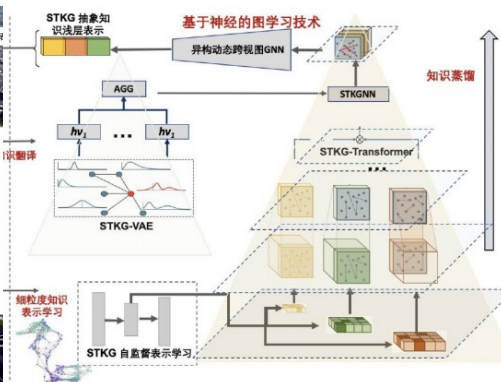 STKG 抽象知
识浅层表示
基于神经的图学习技术
异构动态跨视图GNN
AGG
STKGNN
知识蒸馏
hv₁
...
hv₁
知识翻译
STKG-Transformer
...
STKG-VAE
细粒度知识
表示学习
STKG 自监督表示学习